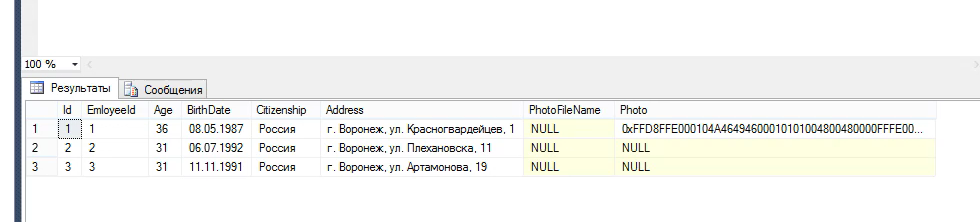 100 %
Результаты Сообщения
Id EmloyeeId Age BirthDate Citizenship Address PhotoFileName Photo
1 1 1 36 08.05.1987 Россия г. Воронеж, ул. Красногвардейцев, 1 NULL 0xFFD8FFE000104A46494600010101004800480000FFFE00...
2 2 2 31 06.07.1992 Россия г. Воронеж, ул. Плехановска, 11 NULL NULL
3 3 3 31 11.11.1991 Россия г. Воронеж, ул. Артамонова, 19 NULL NULL